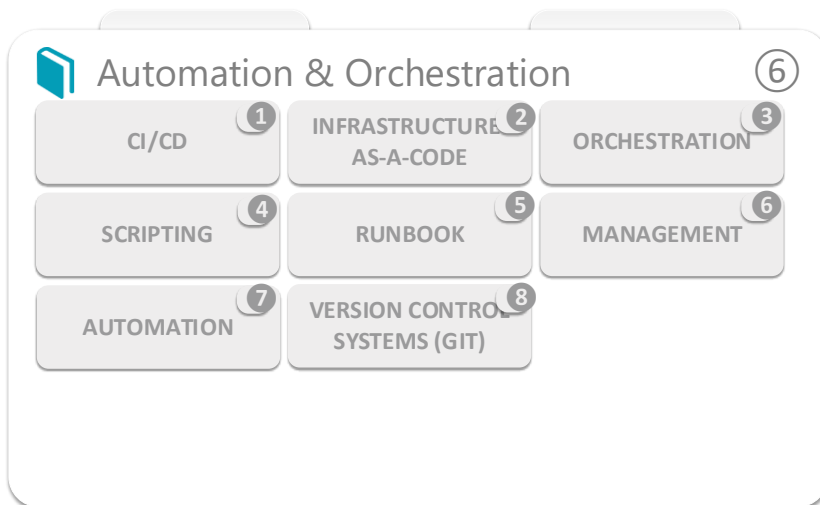 Automation & Orchestration
⑥
CI/CD
1
INFRASTRUCTURE
AS-A-CODE
2
ORCHESTRATION
3
SCRIPTING
4
RUNBOOK
5
MANAGEMENT
6
AUTOMATION
7
VERSION CONTROL
SYSTEMS (GIT)
8